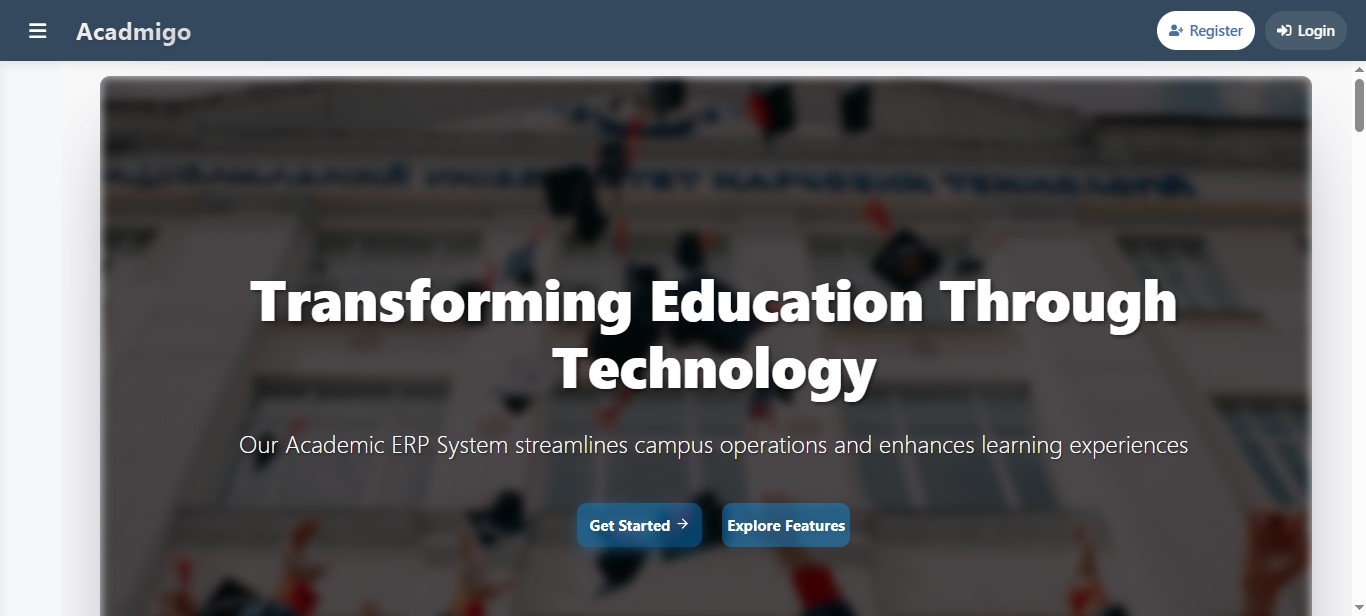 Acadmigo
Register
Login
Transforming Education Through
Technology
Our Academic ERP System streamlines campus operations and enhances learning experiences
Get Started →
Explore Features